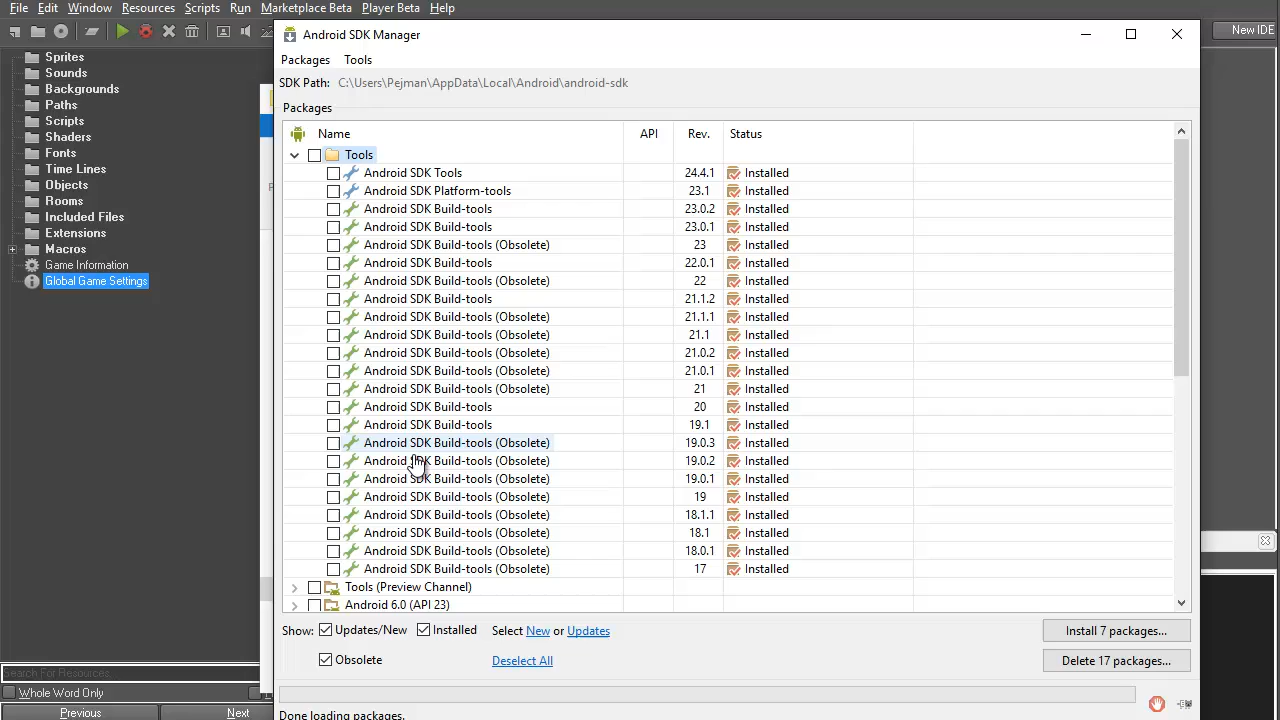 File Edit Window Resources Scripts Run Marketplace Beta Player Beta Help
New IDE
Sprites
Sounds
Backgrounds
Paths
Scripts
Shaders
Fonts
Time Lines
Objects
Rooms
Included Files
Extensions
Macros
Game Information
Global Game Settings
Search For Resources
Whole Word Only
Previous Next
Android SDK Manager
Packages Tools
SDK Path: C:\Users\Pejman\AppData\Local\Android\android-sdk
Packages
Name API Rev. Status
Tools
Android SDK Tools 24.4.1 Installed
Android SDK Platform-tools 23.1 Installed
Android SDK Build-tools 23.0.2 Installed
Android SDK Build-tools 23.0.1 Installed
Android SDK Build-tools (Obsolete) 23 Installed
Android SDK Build-tools 22.0.1 Installed
Android SDK Build-tools (Obsolete) 22 Installed
Android SDK Build-tools 21.1.2 Installed
Android SDK Build-tools (Obsolete) 21.1.1 Installed
Android SDK Build-tools (Obsolete) 21.1 Installed
Android SDK Build-tools (Obsolete) 21.0.2 Installed
Android SDK Build-tools (Obsolete) 21.0.1 Installed
Android SDK Build-tools (Obsolete) 21 Installed
Android SDK Build-tools 20 Installed
Android SDK Build-tools 19.1 Installed
Android SDK Build-tools (Obsolete) 19.0.3 Installed
Android SDK Build-tools (Obsolete) 19.0.2 Installed
Android SDK Build-tools (Obsolete) 19.0.1 Installed
Android SDK Build-tools (Obsolete) 19 Installed
Android SDK Build-tools (Obsolete) 18.1.1 Installed
Android SDK Build-tools (Obsolete) 18.1 Installed
Android SDK Build-tools (Obsolete) 18.0.1 Installed
Android SDK Build-tools (Obsolete) 17 Installed
Tools (Preview Channel)
Android 6.0 (API 23)
Show: Updates/New Installed Select New or Updates Install 7 packages...
Obsolete Deselect All Delete 17 packages...
Done loading packages.